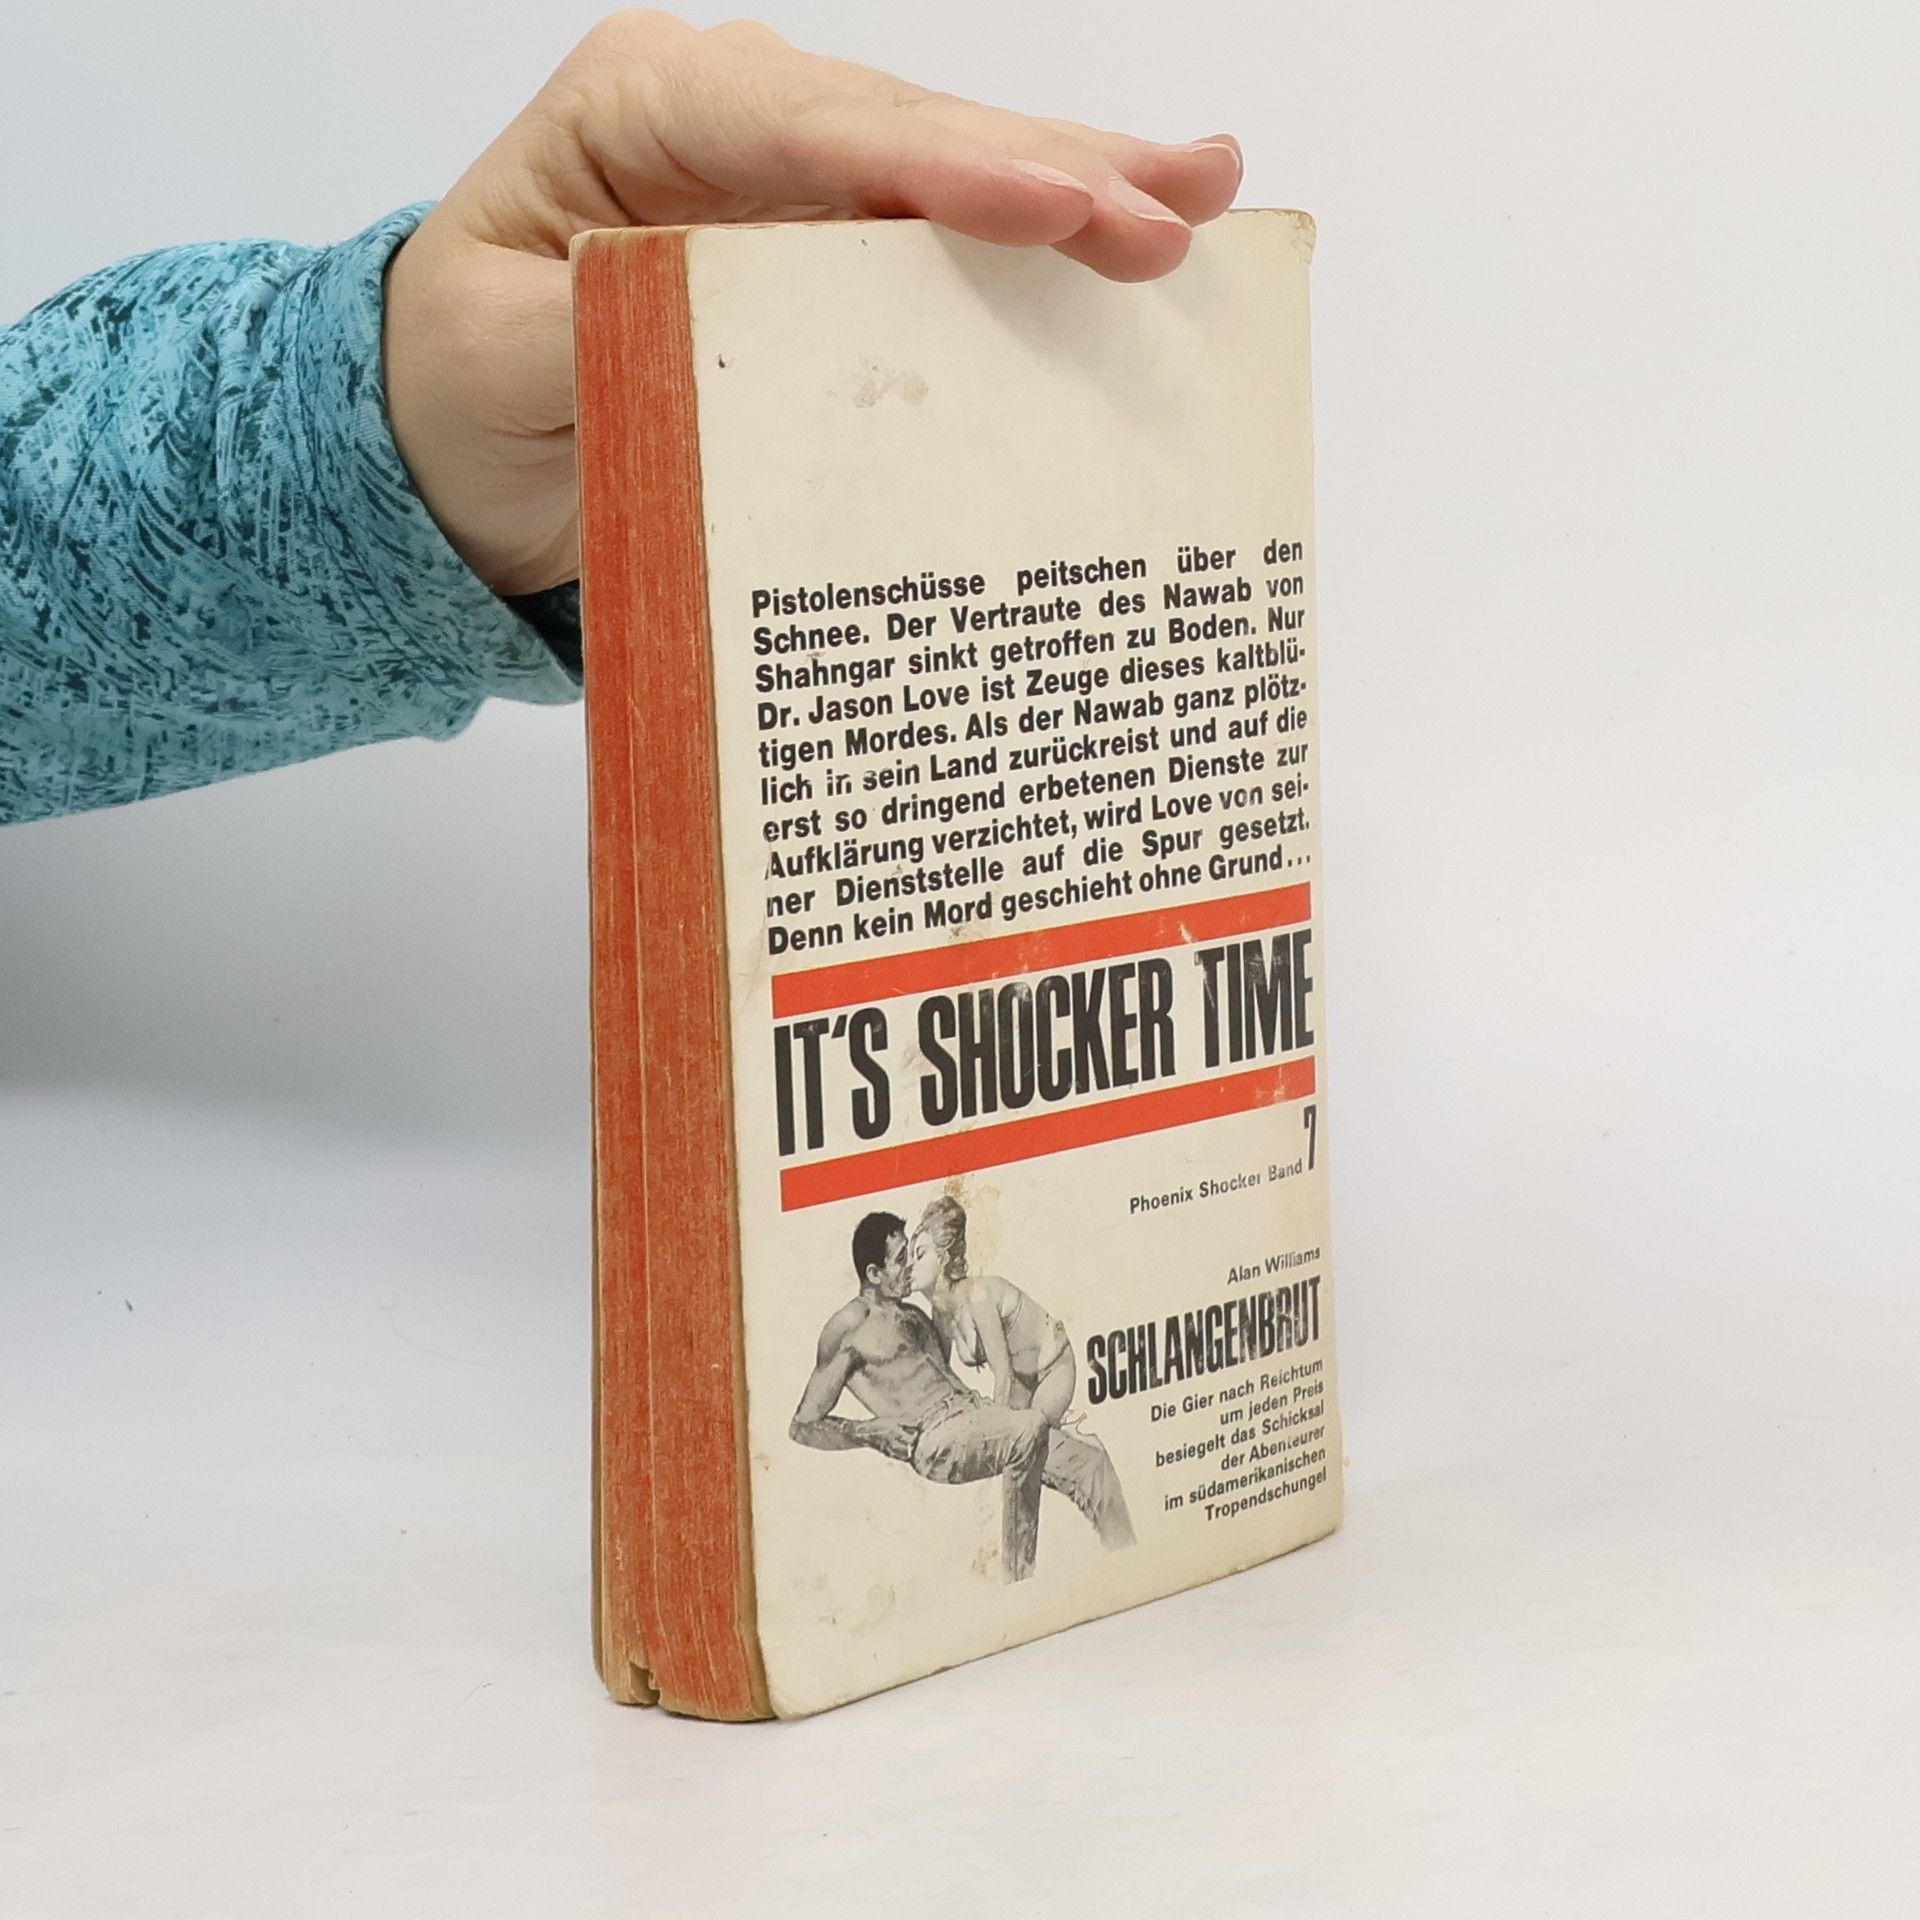 Pistolenschüsse peitschen über den
Schnee. Der Vertraute des Nawab von
Shahngar sinkt getroffen zu Boden. Nur
Dr. Jason Love ist Zeuge dieses kaltblü-
tigen Mordes. Als der Nawab ganz plötz-
lich in sein Land zurückreist und auf die
erst so dringend erbetenen Dienste zur
Aufklärung verzichtet, wird Love von sei-
ner Dienststelle auf die Spur gesetzt.
Denn kein Mord geschieht ohne Grund...
IT'S SHOCKER TIME
Phoenix Shocker Band 7
Alan Williams
SCHLANGENBRUT
Die Gier nach Reichtum
um jeden Preis
besiegelt das Schicksal
der Abenteurer
im südamerikanischen
Tropendschungel